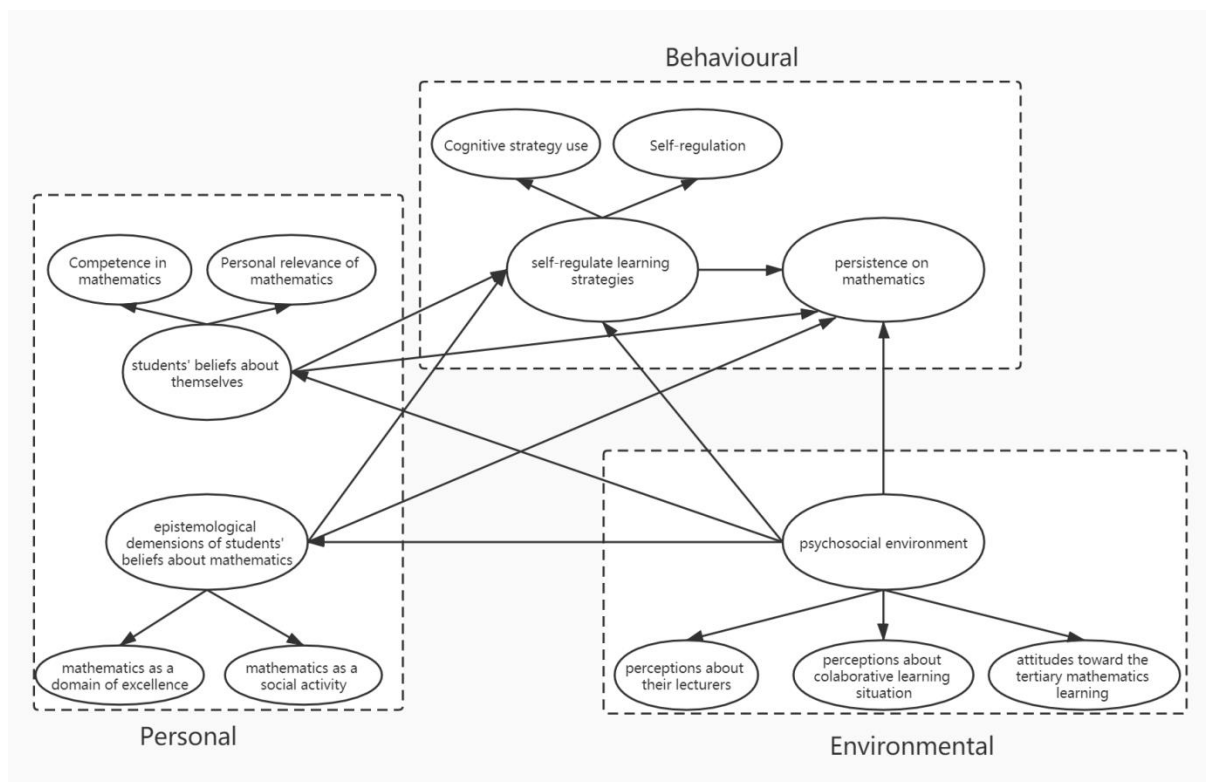 Behavioural
Cognitive strategy use
Self-regulation
self-regulate learning
strategies
persistence on
mathematics
Competence in
mathematics
Personal relevance of
mathematics
students' beliefs about
themselves
epistemological
demensions of students'
beliefs about mathematics
mathematics as a
domain of excellence
mathematics as a
social activity
Personal
psychosocial environment
perceptions about
their lecturers
perceptions about
colaborative learning
situation
attitudes toward the
tertiary mathematics
learning
Environmental